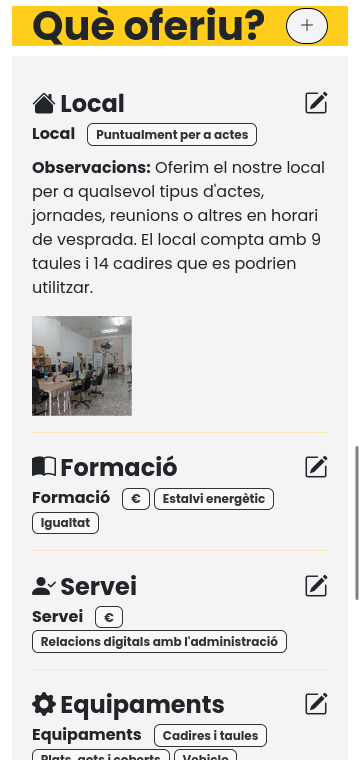 Què oferiu? +
Local
Local Puntualment per a actes
Observacions: Oferim el nostre local
per a qualsevol tipus d'actes,
jornades, reunions o altres en horari
de vesprada. El local compta amb 9
taules i 14 cadires que es podrien
utilitzar.
Formació
Formació € Estalvi energètic
Igualtat
Servei
Servei €
Relacions digitals amb l'administració
Equipaments
Equipaments Cadires i taules
Plats, gots i coberts Vehicle